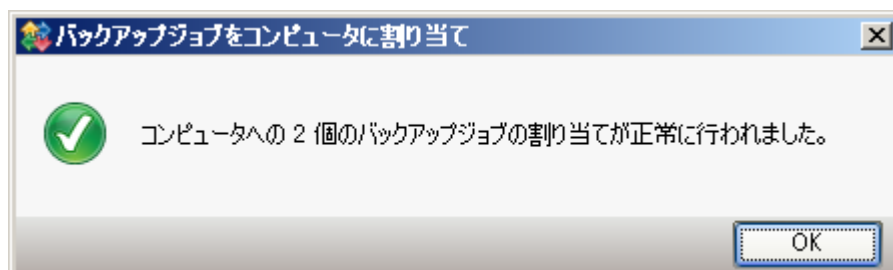 バックアップジョブをコンピュータに割り当て
コンピュータへの 2 個のバックアップジョブの割り当てが正常に行われました。
OK